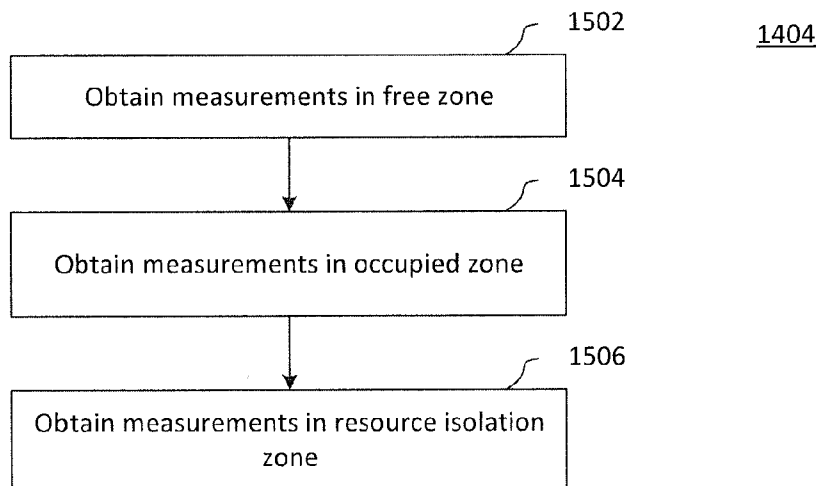 1502
1404
Obtain measurements in free zone
1504
Obtain measurements in occupied zone
1506
Obtain measurements in resource isolation
zone